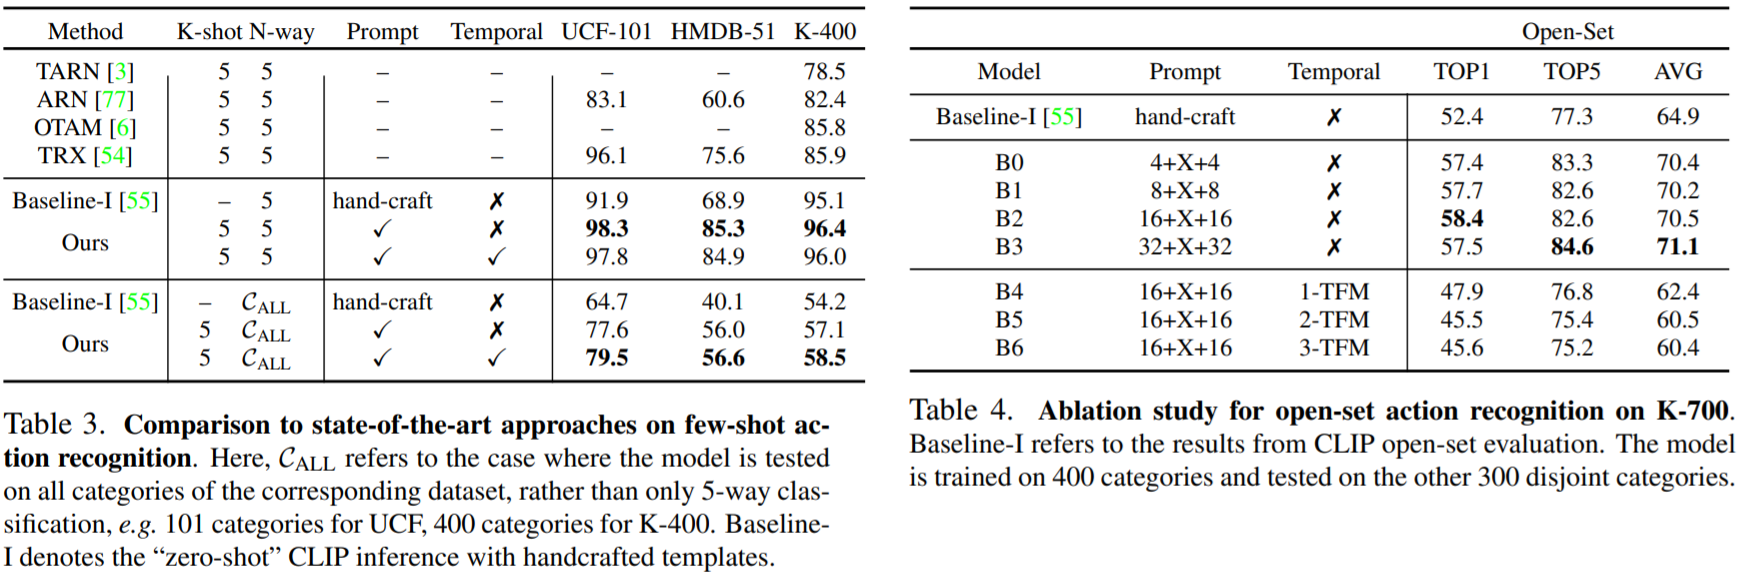 Method K-shot N-way Prompt Temporal UCF-101 HMDB-51 K-400
TARN [3] 5 5 – – – – 78.5
ARN [77] 5 5 – – 83.1 60.6 82.4
OTAM [6] 5 5 – – – – 85.8
TRX [54] 5 5 – – 96.1 75.6 85.9
Baseline-I [55] – 5 hand-craft ✗ 91.9 68.9 95.1
5 5 ✓ ✗ 98.3 85.3 96.4
Ours
5 5 ✓ ✓ 97.8 84.9 96.0
Baseline-I [55] – C_ALL hand-craft ✗ 64.7 40.1 54.2
5 C_ALL ✓ ✗ 77.6 56.0 57.1
Ours
5 C_ALL ✓ ✓ 79.5 56.6 58.5
Table 3. Comparison to state-of-the-art approaches on few-shot ac-
tion recognition. Here, C_ALL refers to the case where the model is tested
on all categories of the corresponding dataset, rather than only 5-way clas-
sification, e.g. 101 categories for UCF, 400 categories for K-400. Baseline-
I denotes the “zero-shot” CLIP inference with handcrafted templates.
Open-Set
Model Prompt Temporal TOP1 TOP5 AVG
Baseline-I [55] hand-craft ✗ 52.4 77.3 64.9
B0 4+X+4 ✗ 57.4 83.3 70.4
B1 8+X+8 ✗ 57.7 82.6 70.2
B2 16+X+16 ✗ 58.4 82.6 70.5
B3 32+X+32 ✗ 57.5 84.6 71.1
B4 16+X+16 1-TFM 47.9 76.8 62.4
B5 16+X+16 2-TFM 45.5 75.4 60.5
B6 16+X+16 3-TFM 45.6 75.2 60.4
Table 4. Ablation study for open-set action recognition on K-700.
Baseline-I refers to the results from CLIP open-set evaluation. The model
is trained on 400 categories and tested on the other 300 disjoint categories.